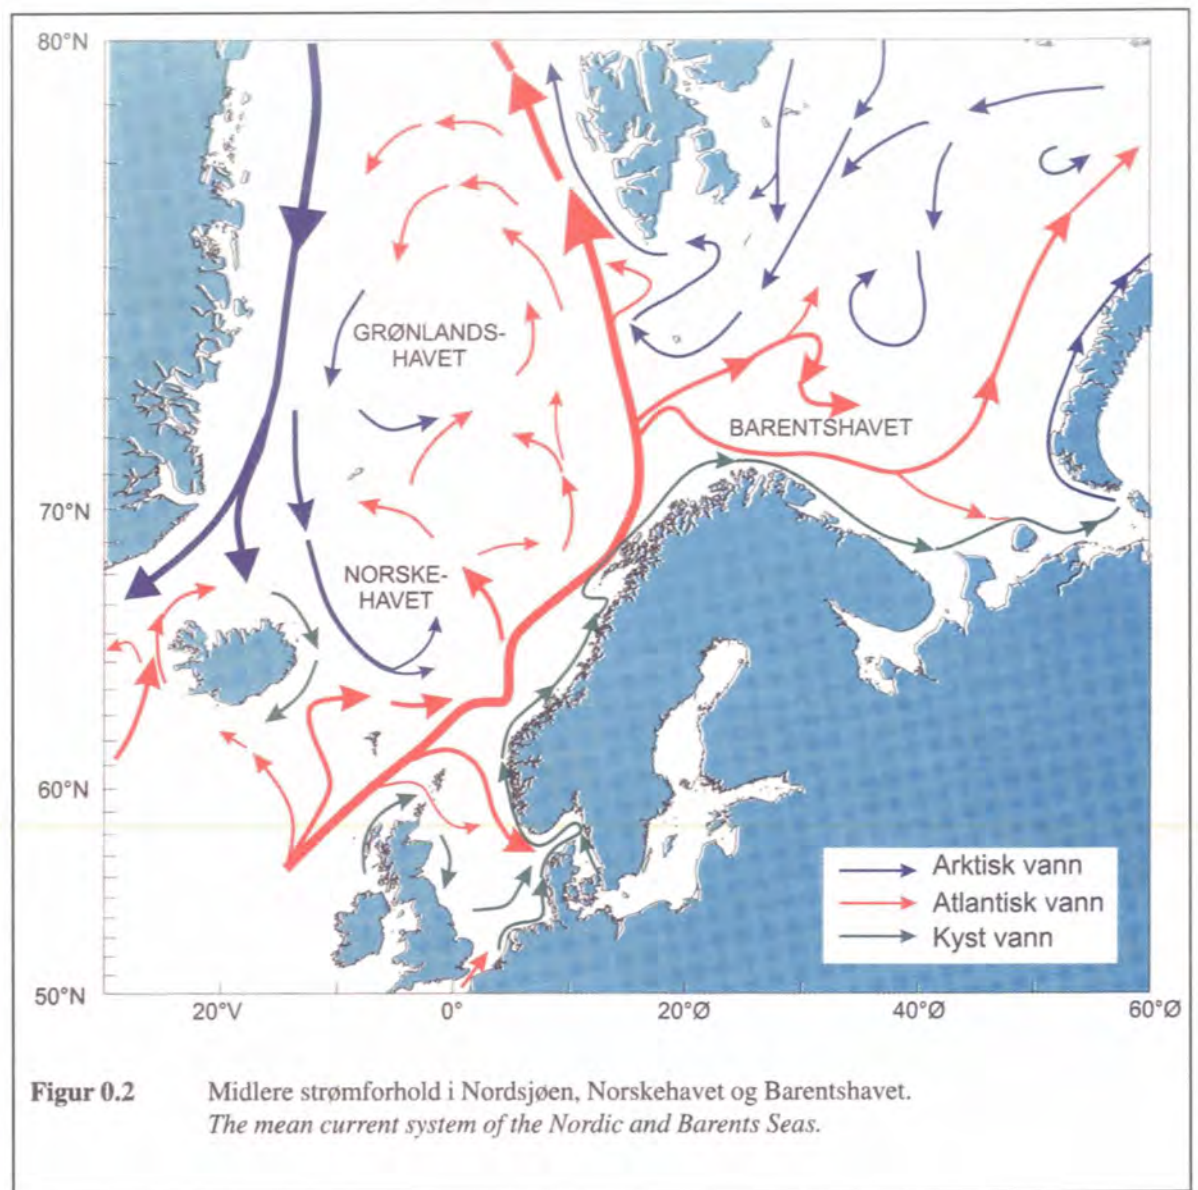 80°N
GRØNLANDS-
HAVET
BARENTSHAVET
70°N
NORSKE-
HAVET
60°N
Arktisk vann
Atlantisk vann
Kyst vann
50°N
20°V 0° 20°Ø 40°Ø 60°Ø
Figur 0.2 Midlere strømforhold i Nordsjøen, Norskehavet og Barentshavet.
The mean current system of the Nordic and Barents Seas.